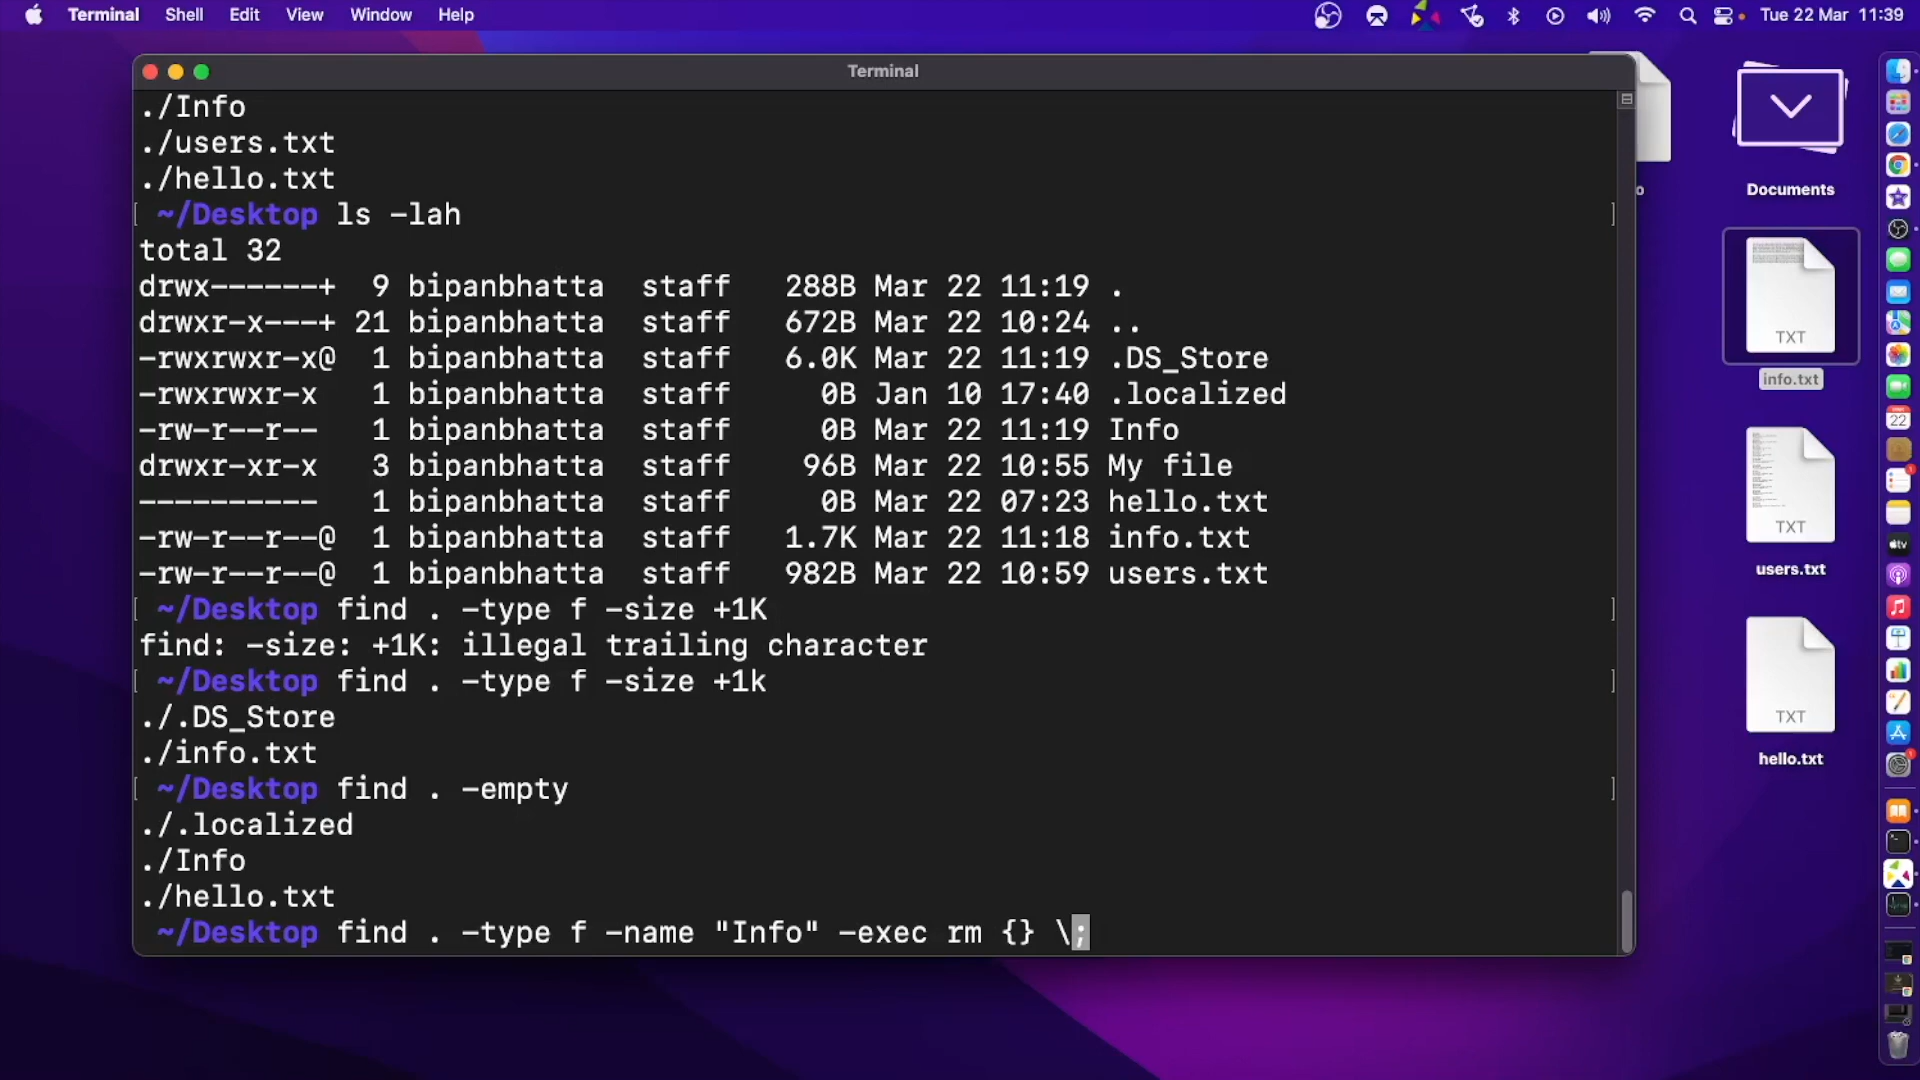 Terminal Shell Edit View Window Help
Tue 22 Mar 11:39
Terminal
./Info
./users.txt
./hello.txt
[ ~/Desktop ls -lah ]
total 32
drwx------+  9 bipanbhatta  staff   288B Mar 22 11:19 .
drwxr-x---+ 21 bipanbhatta  staff   672B Mar 22 10:24 ..
-rwxrwxr-x@  1 bipanbhatta  staff   6.0K Mar 22 11:19 .DS_Store
-rwxrwxr-x   1 bipanbhatta  staff     0B Jan 10 17:40 .localized
-rw-r--r--   1 bipanbhatta  staff     0B Mar 22 11:19 Info
drwxr-xr-x   3 bipanbhatta  staff    96B Mar 22 10:55 My file
----------   1 bipanbhatta  staff     0B Mar 22 07:23 hello.txt
-rw-r--r--@  1 bipanbhatta  staff   1.7K Mar 22 11:18 info.txt
-rw-r--r--@  1 bipanbhatta  staff   982B Mar 22 10:59 users.txt
[ ~/Desktop find . -type f -size +1K ]
find: -size: +1K: illegal trailing character
[ ~/Desktop find . -type f -size +1k ]
./.DS_Store
./info.txt
[ ~/Desktop find . -empty ]
./.localized
./Info
./hello.txt
~/Desktop find . -type f -name "Info" -exec rm {} \;
Documents
TXT
info.txt
TXT
users.txt
TXT
hello.txt
22
tv